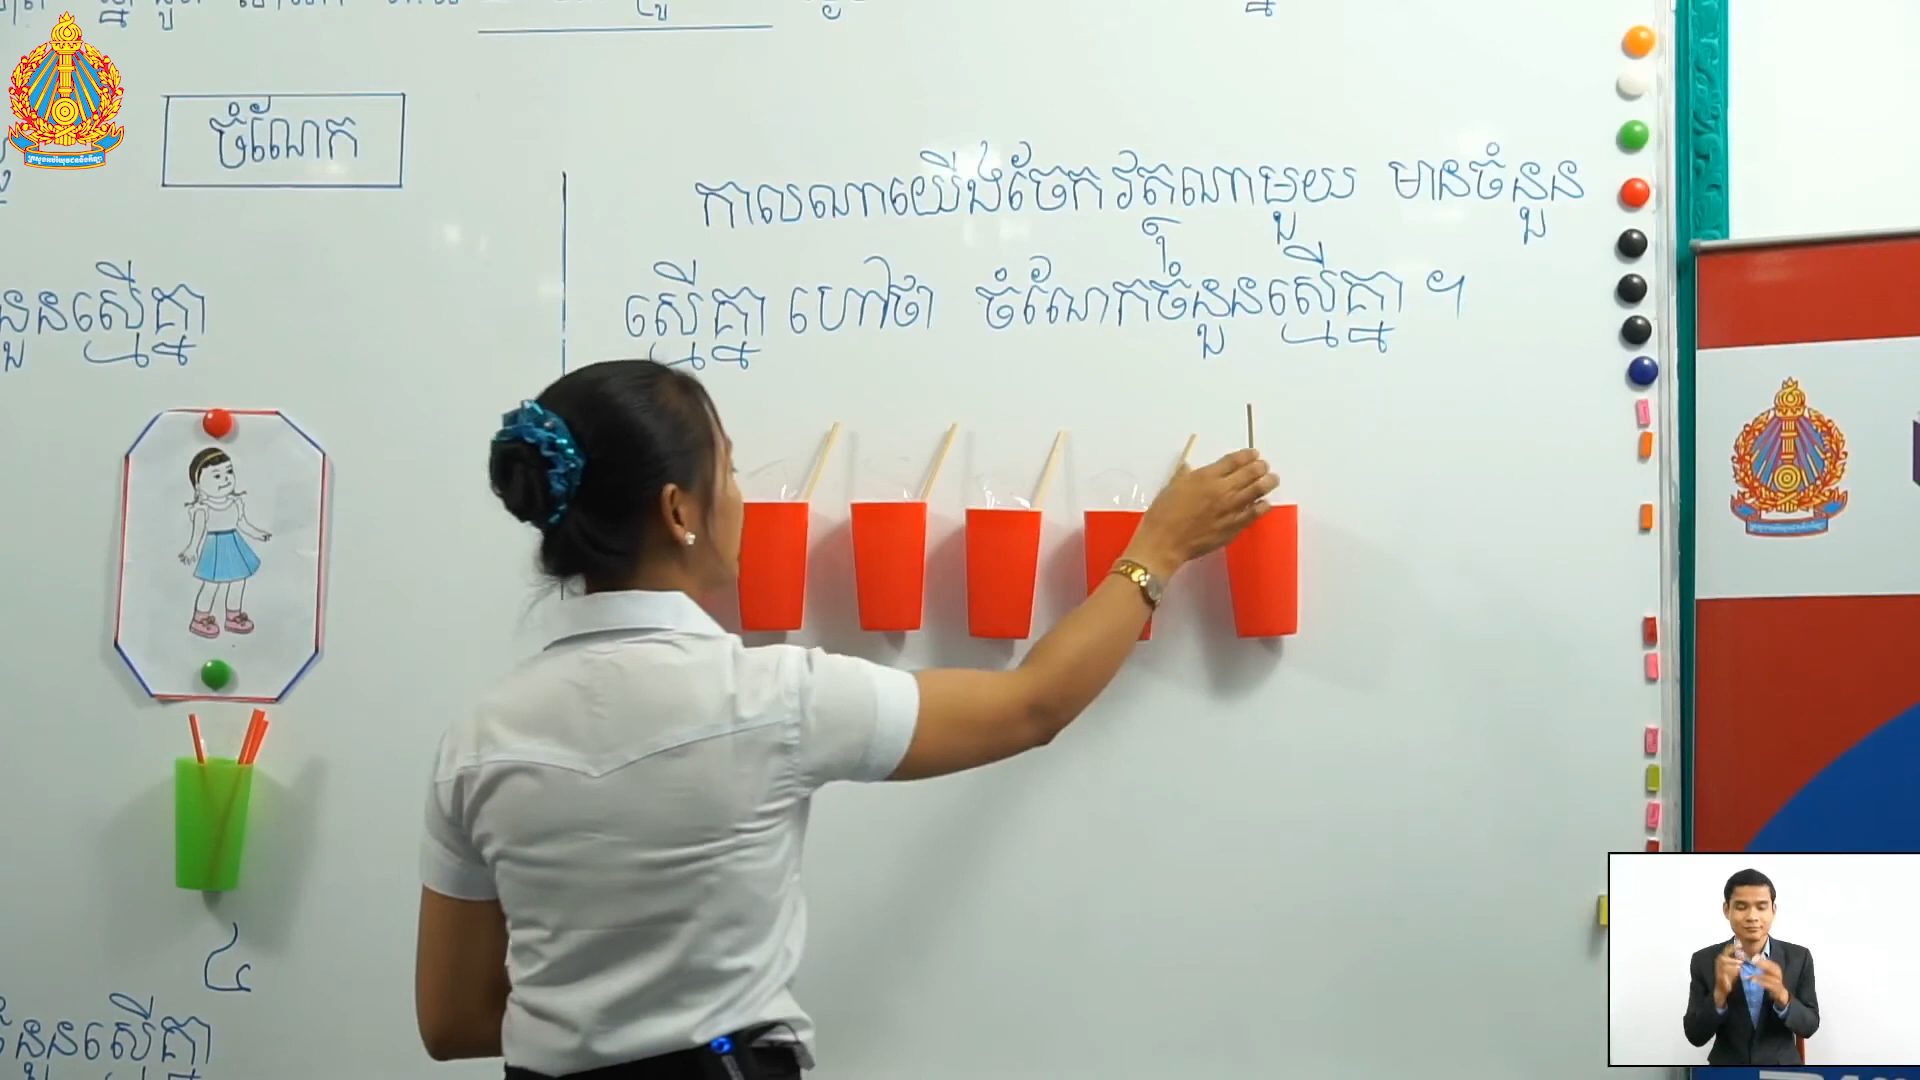 ចំណែក
កាលណាយើងចែកវត្ថុណាមួយ មានចំនួន
ស្មើគ្នា ហៅថា ចំណែកចំនួនស្មើគ្នា ។
នួនស្មើគ្នា
៤
ចំនួនស្មើគ្នា